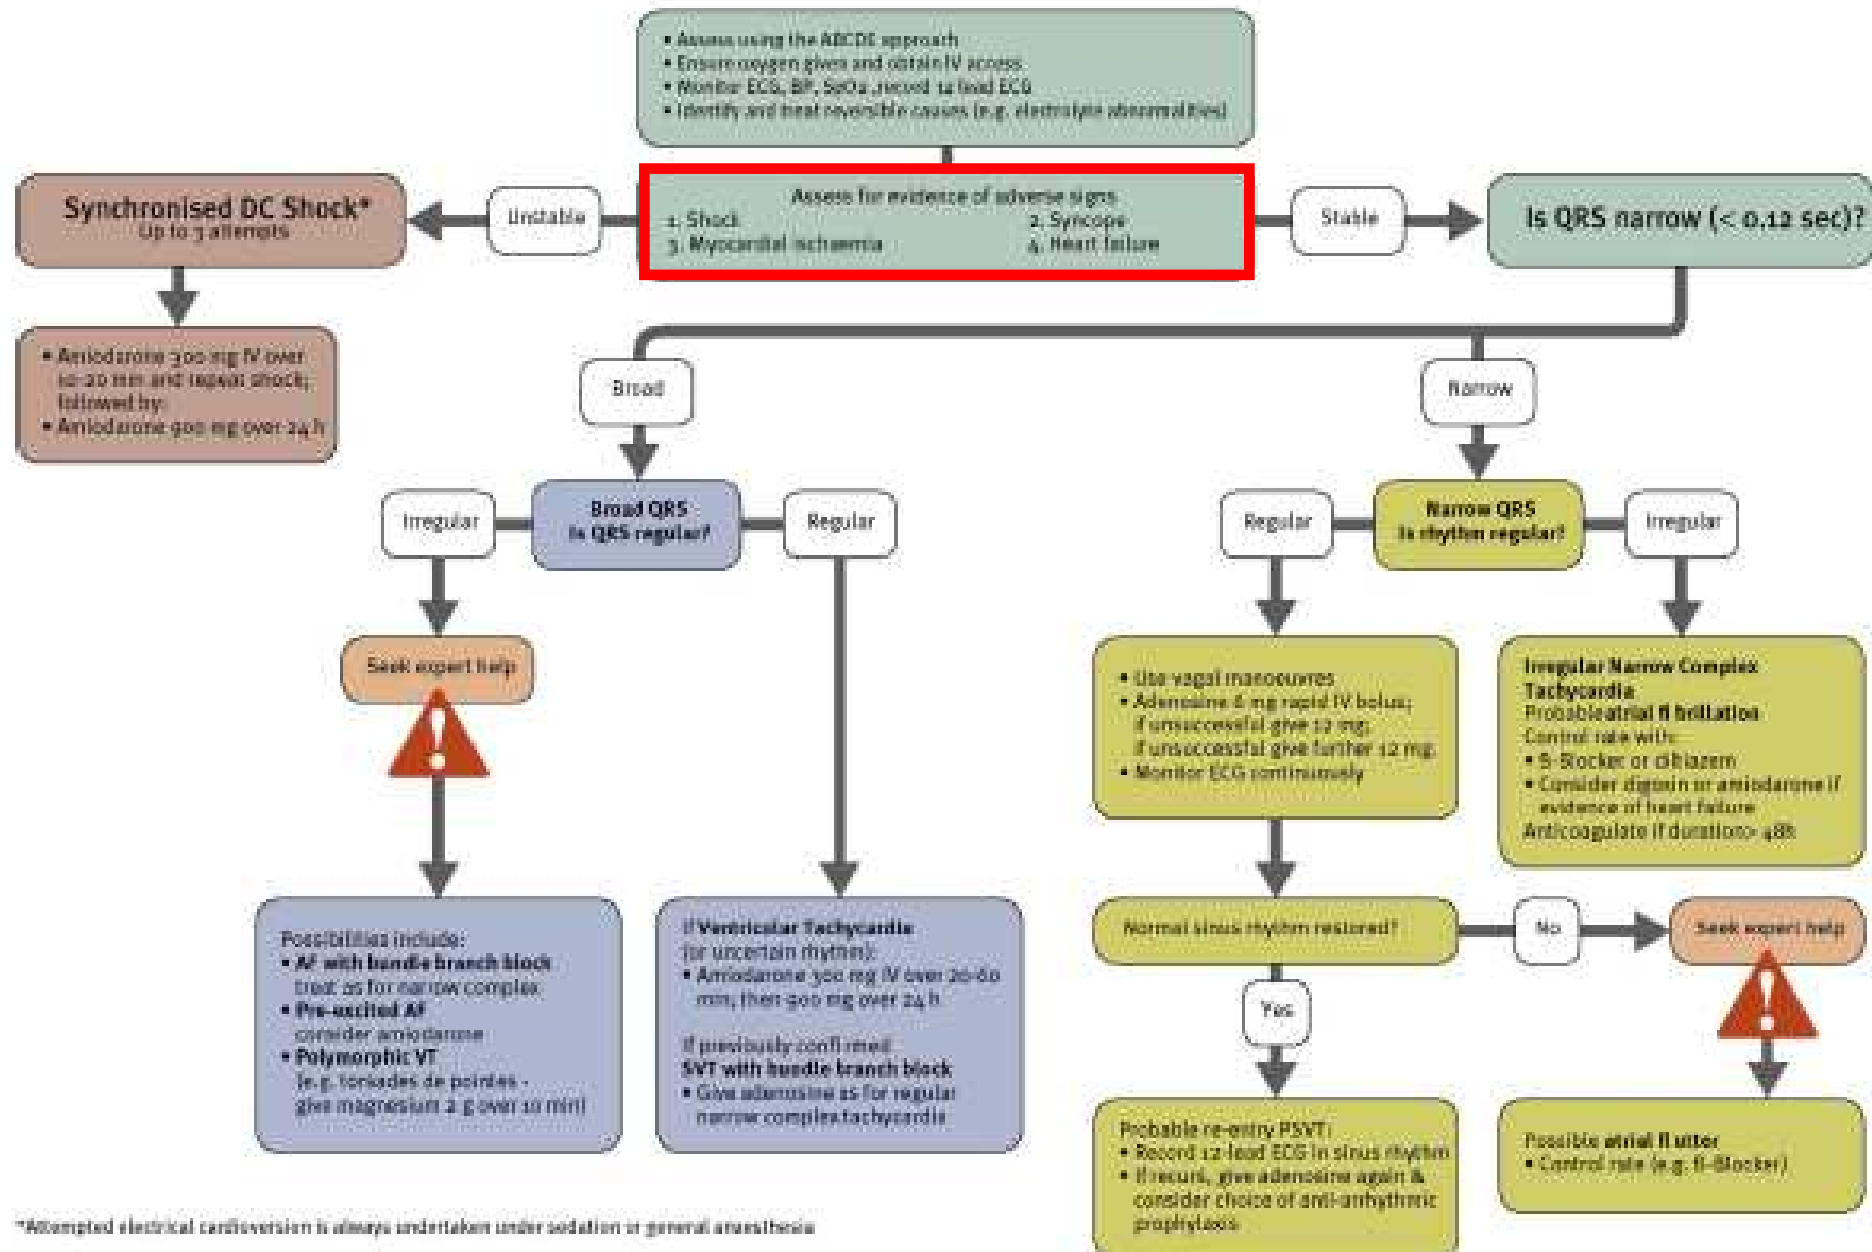 • Assess using the ABCDE approach
• Ensure oxygen given and obtain IV access
• Monitor ECG, BP, SpO2 ,record 12 lead ECG
• Identify and treat reversible causes (e.g. electrolyte abnormalities)
Assess for evidence of adverse signs
1. Shock 2. Syncope
3. Myocardial ischaemia 4. Heart failure
Unstable
Stable
Synchronised DC Shock*
Up to 3 attempts
Is QRS narrow (< 0.12 sec)?
• Amiodarone 300 mg IV over
10-20 min and repeat shock;
followed by:
• Amiodarone 900 mg over 24 h
Broad
Narrow
Irregular
Broad QRS
Is QRS regular?
Regular
Regular
Narrow QRS
Is rhythm regular?
Irregular
Seek expert help
• Use vagal manoeuvres
• Adenosine 6 mg rapid IV bolus;
if unsuccessful give 12 mg;
if unsuccessful give further 12 mg.
• Monitor ECG continuously
Irregular Narrow Complex
Tachycardia
Probable atrial fi brillation
Control rate with:
• ß-Blocker or diltiazem
• Consider digoxin or amiodarone if
evidence of heart failure
Anticoagulate if duration> 48h
Possibilities include:
• AF with bundle branch block
treat as for narrow complex
• Pre-excited AF
consider amiodarone
• Polymorphic VT
(e.g. torsades de pointes -
give magnesium 2 g over 10 min)
If Ventricular Tachycardia
(or uncertain rhythm):
• Amiodarone 300 mg IV over 20-60
min; then 900 mg over 24 h
If previously confi rmed
SVT with bundle branch block
• Give adenosine as for regular
narrow complex tachycardia
Normal sinus rhythm restored?
No
Seek expert help
Yes
Probable re-entry PSVT:
• Record 12-lead ECG in sinus rhythm
• If recurs, give adenosine again &
consider choice of anti-arrhythmic
prophylaxis
Possible atrial fl utter
• Control rate (e.g. ß-Blocker)
*Attempted electrical cardioversion is always undertaken under sedation or general anaesthesia